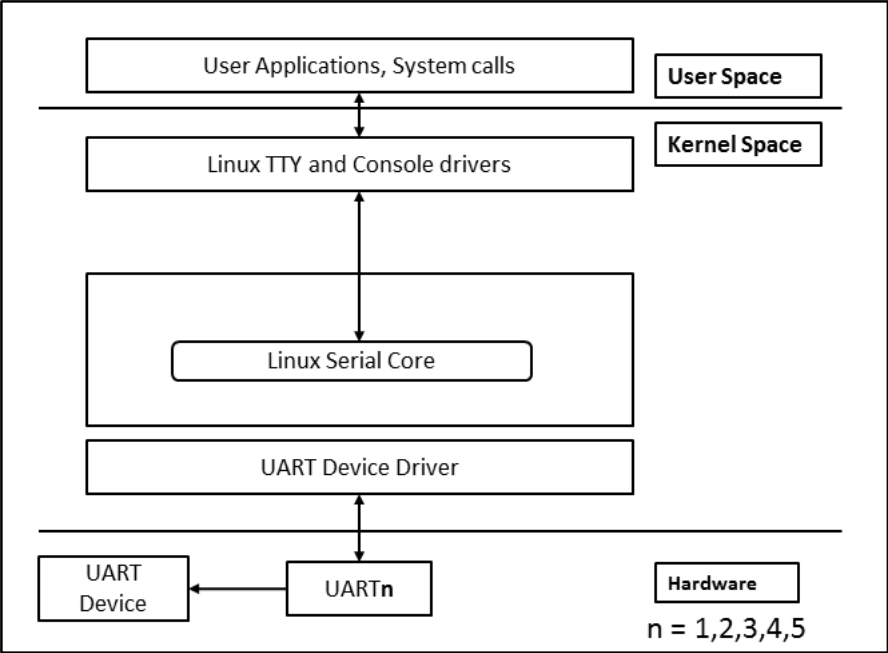 User Applications, System calls
User Space
Kernel Space
Linux TTY and Console drivers
Linux Serial Core
UART Device Driver
UART
Device
UARTn
Hardware
n = 1,2,3,4,5